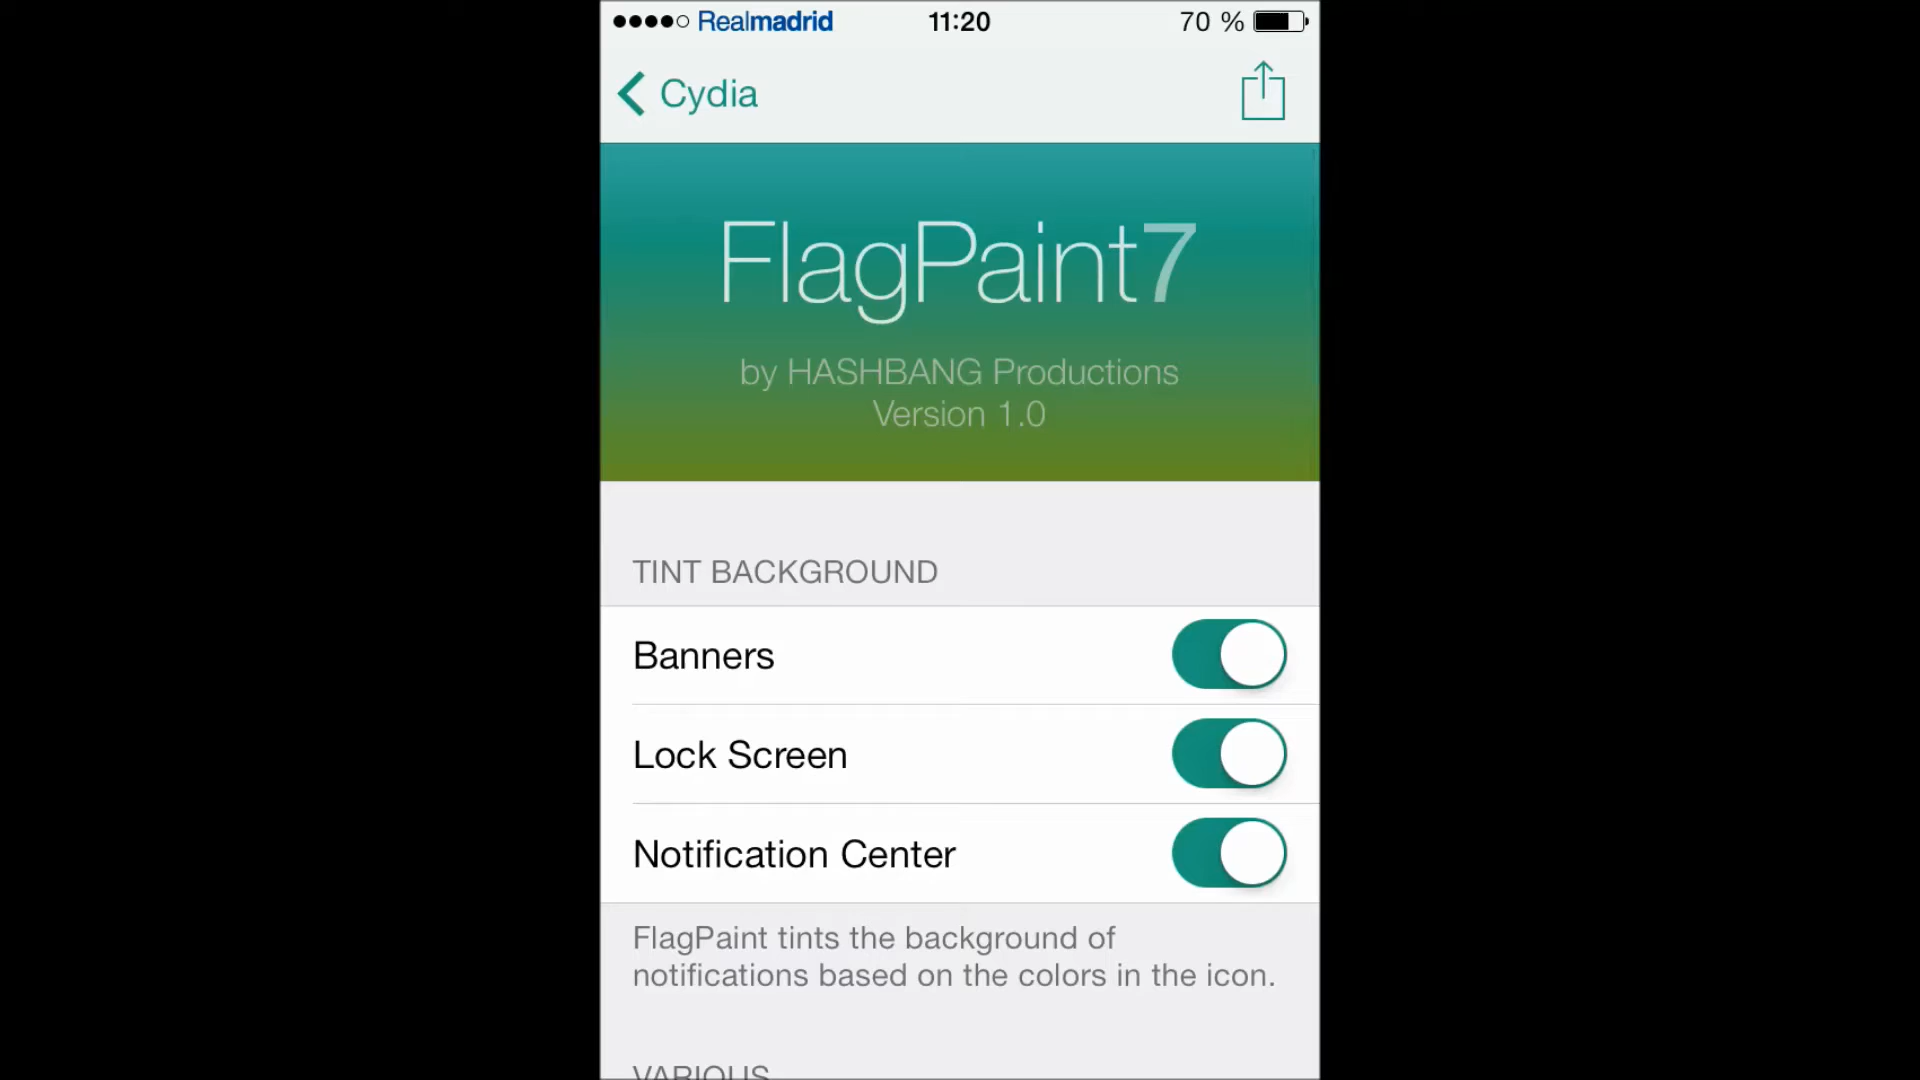 Realmadrid 11:20 70 %
Cydia
FlagPaint7
by HASHBANG Productions
Version 1.0
TINT BACKGROUND
Banners
Lock Screen
Notification Center
FlagPaint tints the background of
notifications based on the colors in the icon.
VARIOUS